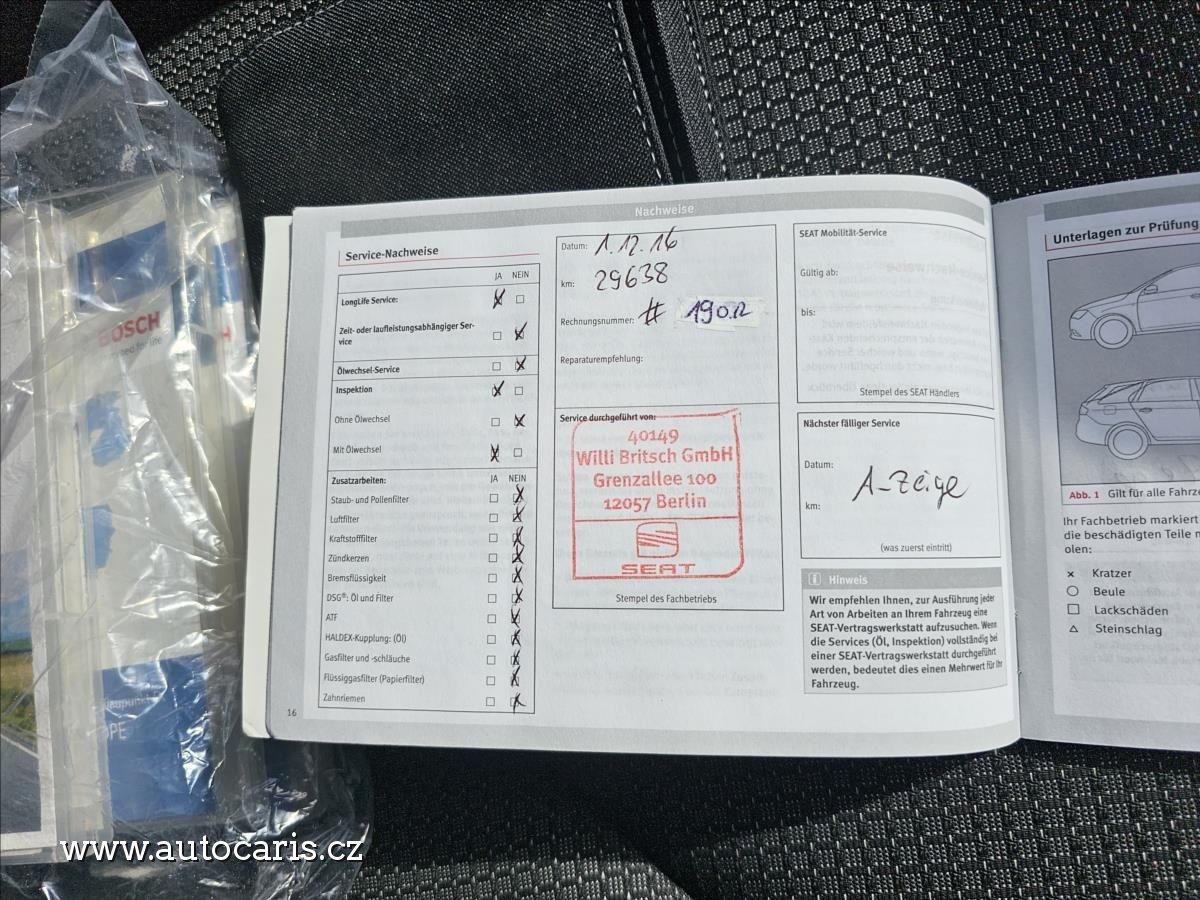 Nachweise
Service-Nachweise
JA NEIN
LongLife Service:
Zeit- oder laufleistungsabhängiger Ser-
vice
Ölwechsel-Service
Inspektion
Ohne Ölwechsel
Mit Ölwechsel
Zusatzarbeiten: JA NEIN
Staub- und Pollenfilter
Luftfilter
Kraftstofffilter
Zündkerzen
Bremsflüssigkeit
DSG®: Öl und Filter
ATF
HALDEX-Kupplung: (Öl)
Gasfilter und -schläuche
Flüssiggasfilter (Papierfilter)
Zahnriemen
16
Datum: 1.12.16
km: 29638
Rechnungsnummer: #
Reparaturempfehlung:
Service durchgeführt von:
40149
Willi Britsch GmbH
Grenzallee 100
12057 Berlin
SEAT
Stempel des Fachbetriebs
SEAT Mobilität-Service
Gültig ab:
bis:
Stempel des SEAT Händlers
Nächster fälliger Service
Datum:
A-Zeige
km:
(was zuerst eintritt)
Hinweis
Wir empfehlen Ihnen, zur Ausführung jeder
Art von Arbeiten an Ihrem Fahrzeug eine
SEAT-Vertragswerkstatt aufzusuchen. Wenn
die Services (Öl, Inspektion) vollständig bei
einer SEAT-Vertragswerkstatt durchgeführt
werden, bedeutet dies einen Mehrwert für Ihr
Fahrzeug.
Unterlagen zur Prüfung
Abb. 1 Gilt für alle Fahrz
Ihr Fachbetrieb markiert
die beschädigten Teile
olen:
Kratzer
Beule
Lackschäden
Steinschlag
BOSCH
www.autocaris.cz